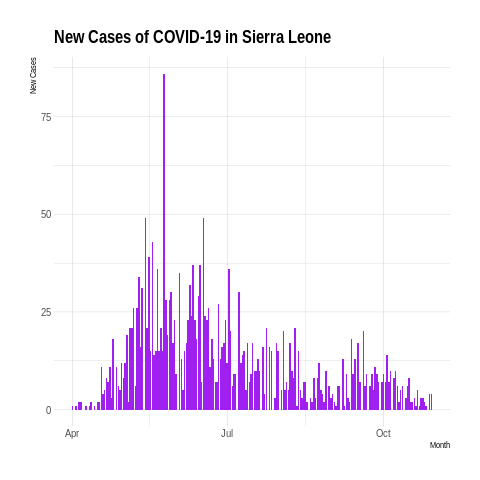 New Cases of COVID-19 in Sierra Leone
New Cases
75
50
25
0
Apr
Jul
Oct
Month